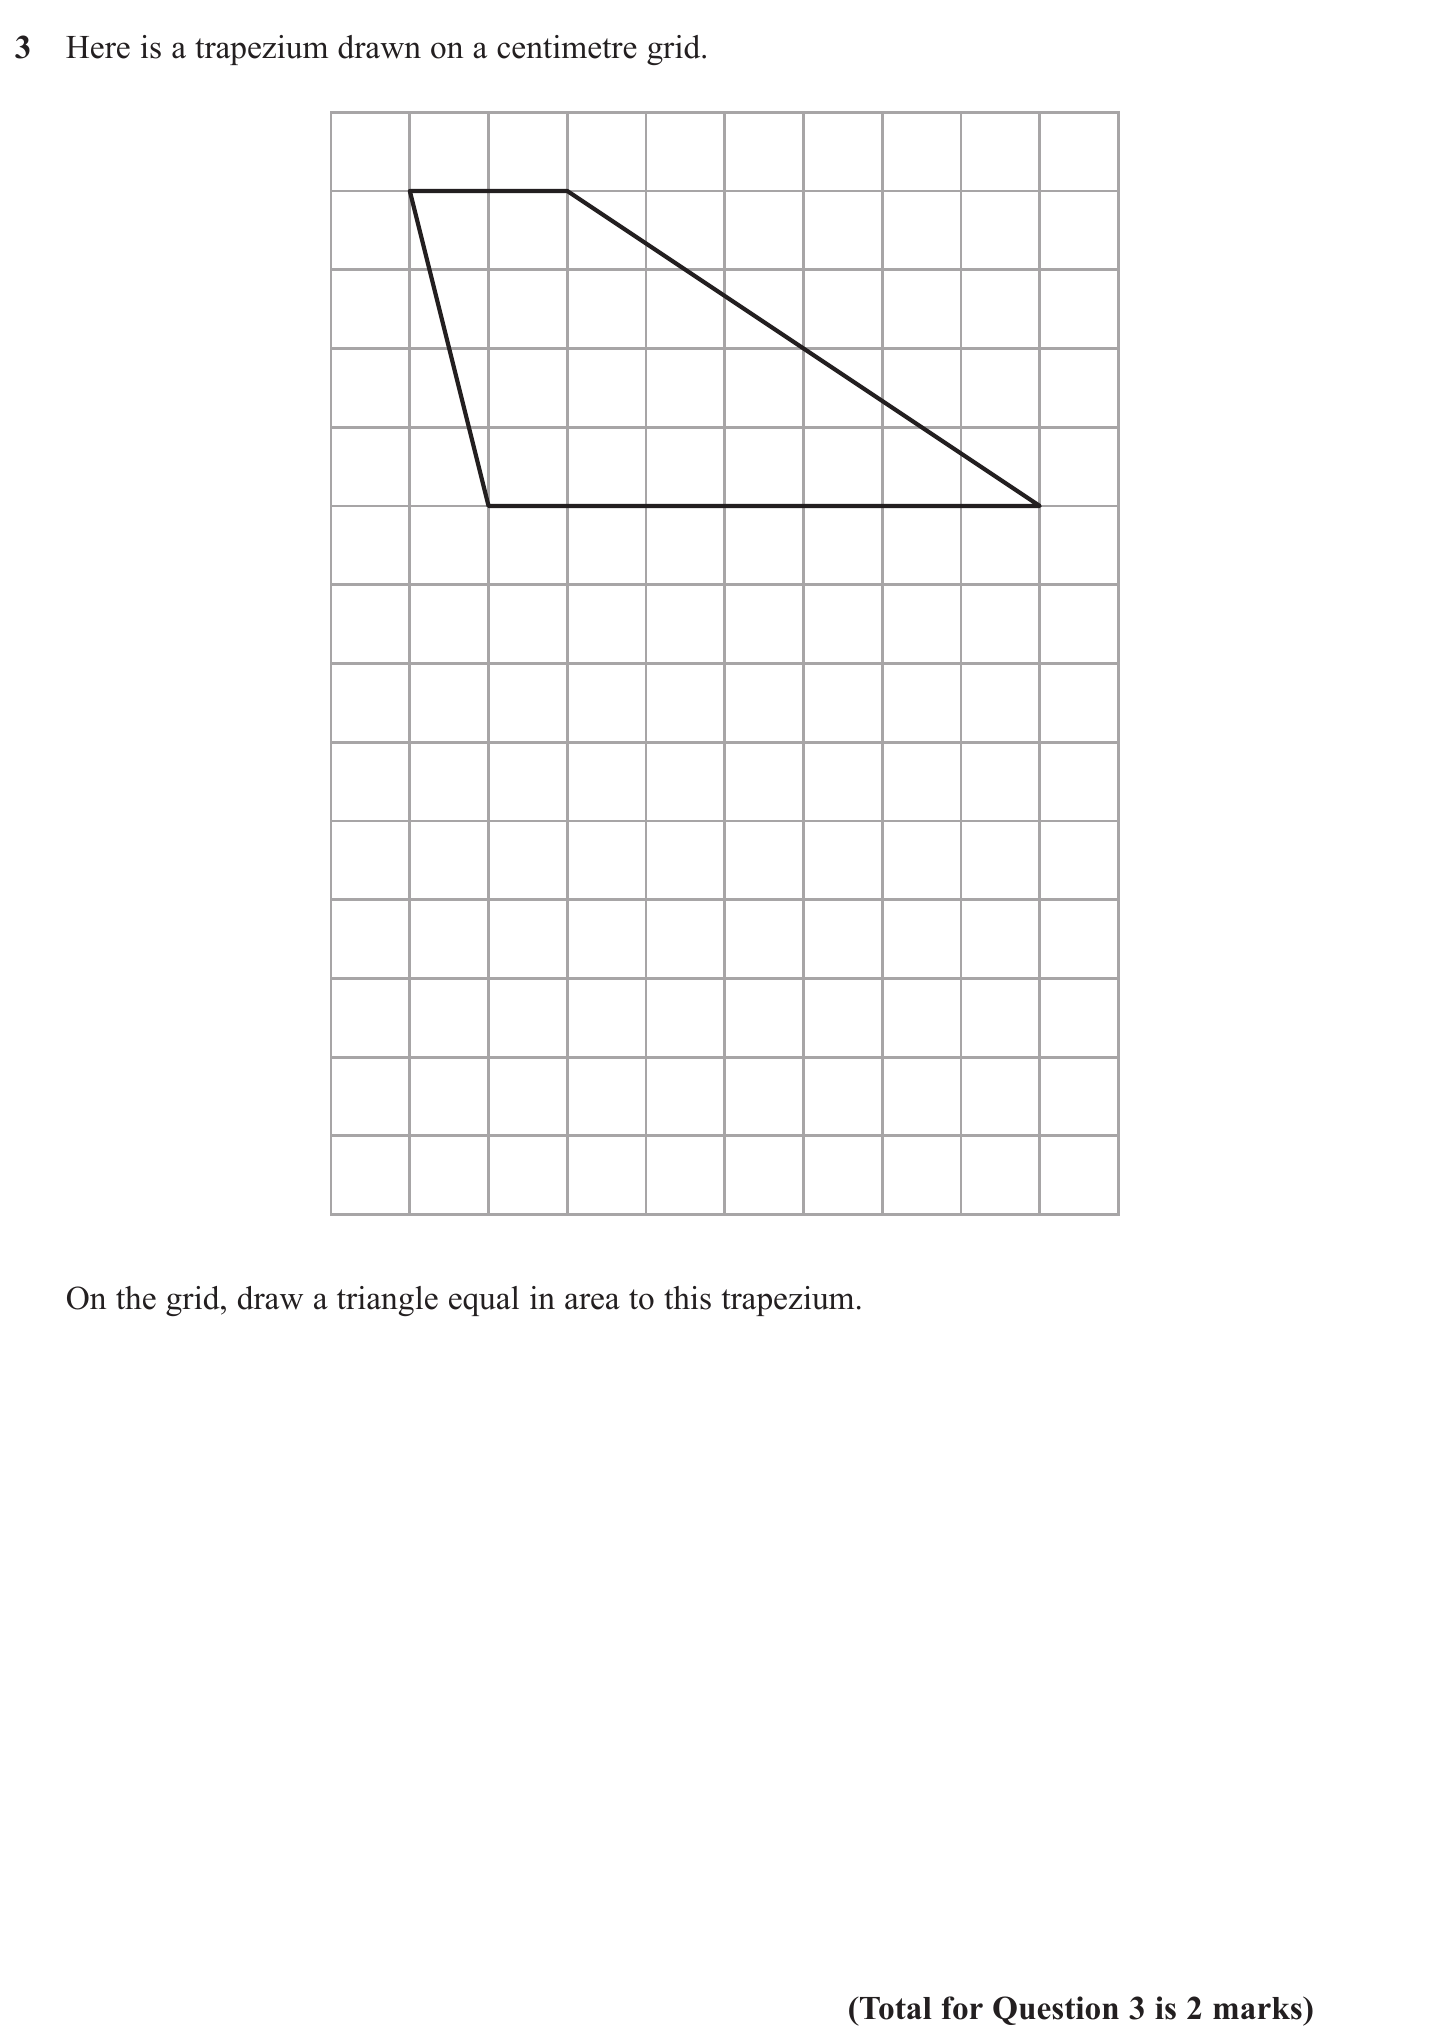 3 Here is a trapezium drawn on a centimetre grid.
On the grid, draw a triangle equal in area to this trapezium.
(Total for Question 3 is 2 marks)